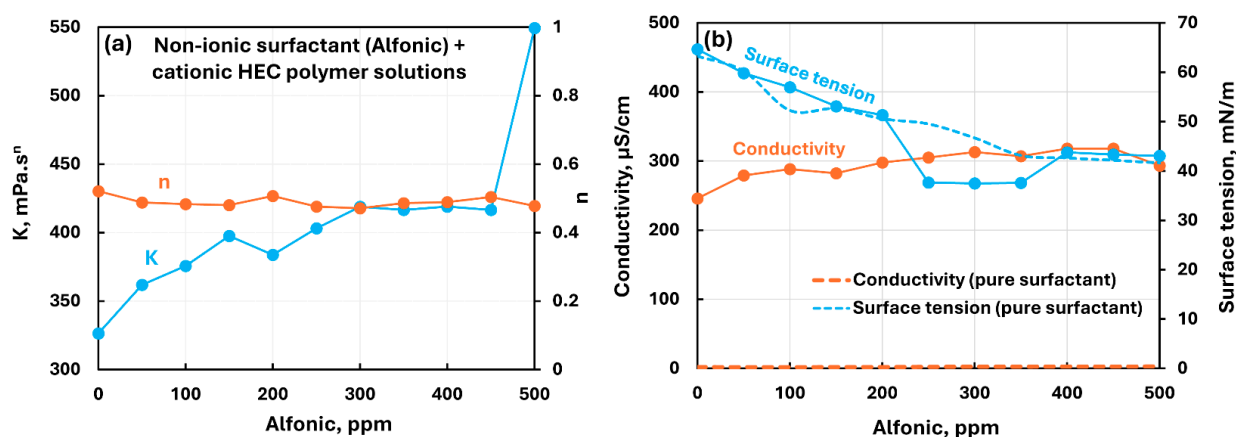 (a)
Non-ionic surfactant (Alfonic) +
cationic HEC polymer solutions
K, mPa.sⁿ
550
500
450
400
350
300
n
K
1
0.8
0.6
0.4
0.2
0
n
0 100 200 300 400 500
Alfonic, ppm
(b)
Surface tension
Conductivity
Conductivity, µS/cm
500
400
300
200
100
0
Conductivity (pure surfactant)
Surface tension (pure surfactant)
70
60
50
40
30
20
10
0
Surface tension, mN/m
0 100 200 300 400 500
Alfonic, ppm